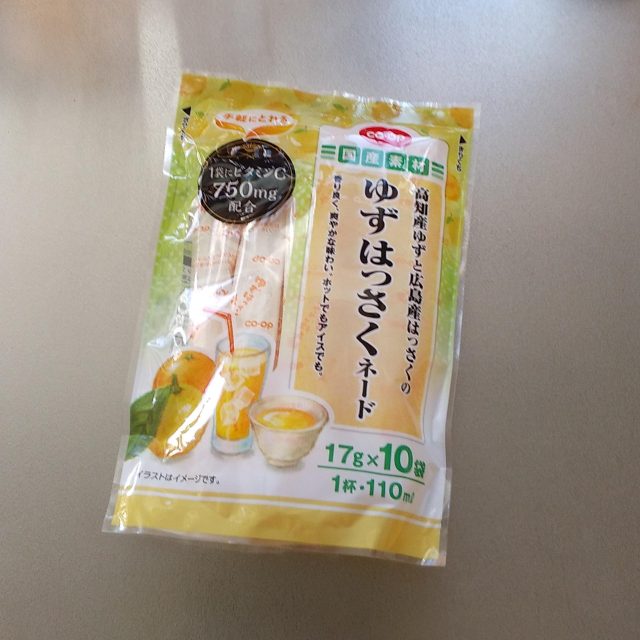 手軽にとれる
1袋にビタミンC
750mg
配合
co-op
国産素材
高知産ゆずと広島産はっさくの
ゆずはっさくネード
香り良く、爽やかな味わい。ホットでもアイスでも。
co-op
17g×10袋
1杯・110ml
イラストはイメージです。